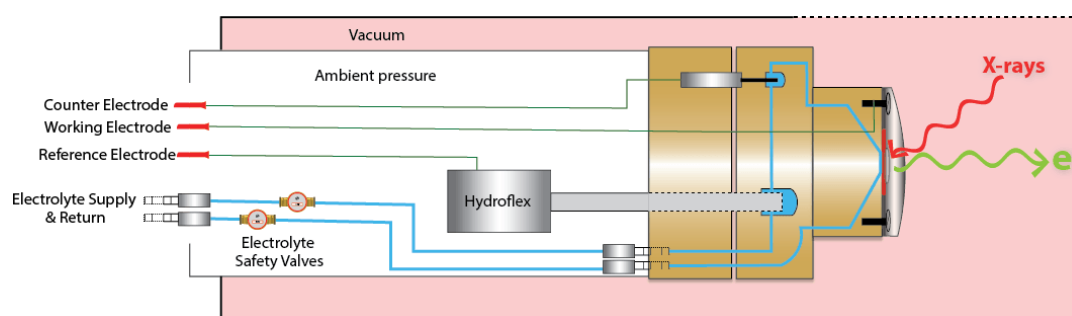 Vacuum
Ambient pressure
X-rays
Counter Electrode
Working Electrode
Reference Electrode
e
Hydroflex
Electrolyte Supply
& Return
Electrolyte
Safety Valves